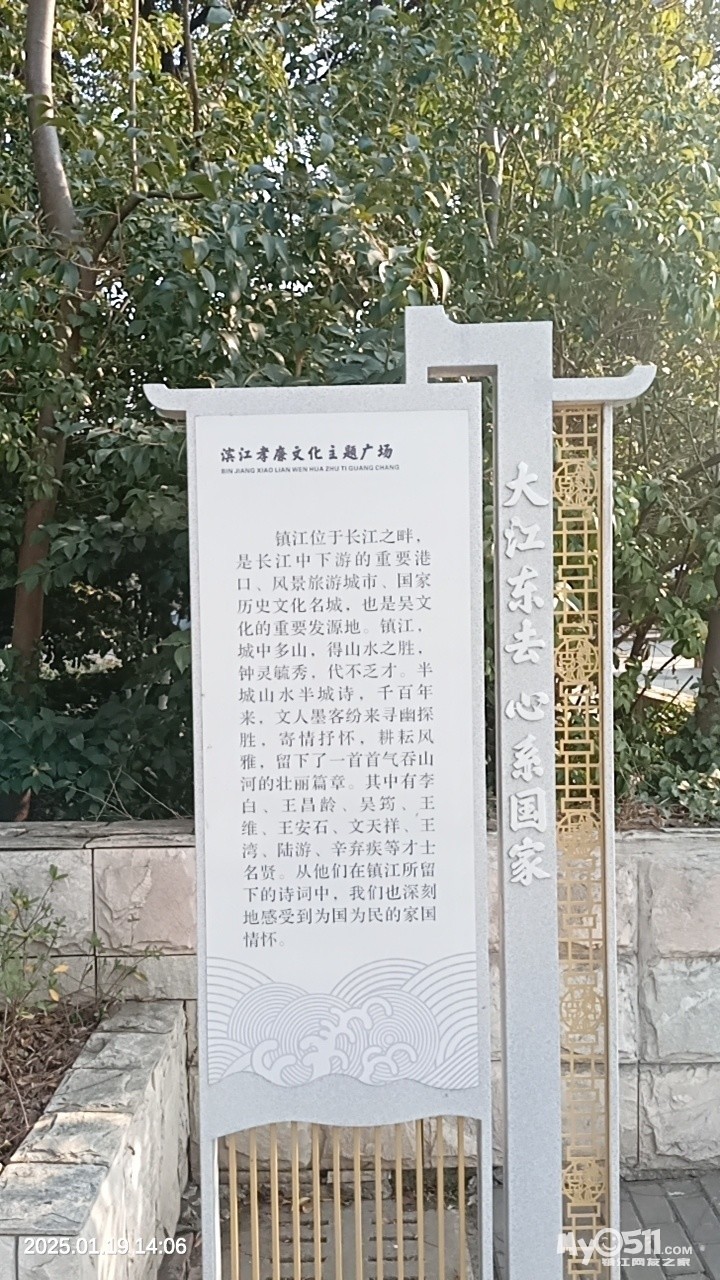 滨江孝廉文化主题广场
BIN JIANG XIAO LIAN WEN HUA ZHU TI GUANG CHANG
镇江位于长江之畔，
是长江中下游的重要港
口、风景旅游城市、国家
历史文化名城，也是吴文
化的重要发源地。镇江，
城中多山，得山水之胜，
钟灵毓秀，代不乏才。半
城山水半城诗，千百年
来，文人墨客纷来寻幽探
胜，寄情抒怀，耕耘风
雅，留下了一首首气吞山
河的壮丽篇章。其中有李
白、王昌龄、吴筠、王
维、王安石、文天祥、王
湾、陆游、辛弃疾等才士
名贤。从他们在镇江所留
下的诗词中，我们也深刻
地感受到为国为民的家国
情怀。
大江东去 心系国家
2025.01.19 14:06
My0511.COM
镇江网友之家